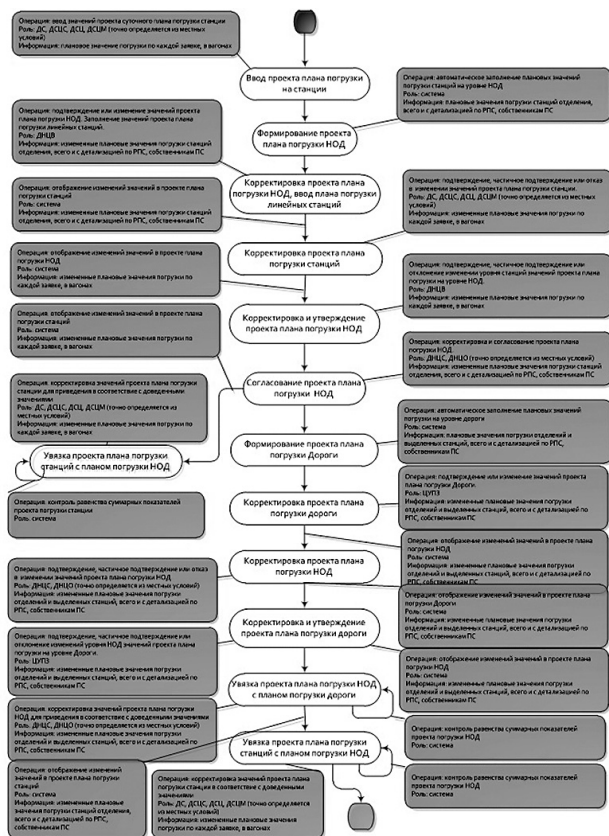 Операция: ввод значений проекта суточного плана погрузки станции
Роль: ДС, ДСЦС, ДСЦ, ДСЦМ (точно определяется из местных
условий)
Информация: плановое значение погрузки по каждой заявке, в вагонах
Ввод проекта плана погрузки
на станции
Операция: автоматическое заполнение плановых значений
погрузки станций на уровне НОД
Роль: система
Информация: плановые значения погрузки станций отделения,
всего и с детализацией по РПС, собственникам ПС
Формирование проекта
плана погрузки НОД
Операция: подтверждение или изменение значений проекта
плана погрузки НОД. Заполнение значений проекта плана
погрузки линейных станций.
Роль: ДНЦВ
Информация: измененные плановые значения погрузки станций
отделения, всего и с детализацией по РПС, собственникам ПС
Корректировка проекта плана
погрузки НОД, ввод плана погрузки
линейных станций
Операция: подтверждение, частичное подтверждение или отказ
в изменении значений проекта плана погрузки станции.
Роль: ДС, ДСЦС, ДСЦ, ДСЦМ (точно определяется из местных
условий)
Информация: измененные плановые значения погрузки по
каждой заявке, в вагонах
Операция: отображение изменений значений в проекте плана
погрузки станций
Роль: система
Информация: измененные плановые значения погрузки станций
отделения, всего и с детализацией по РПС, собственникам ПС
Корректировка проекта плана
погрузки станций
Операция: отображение изменений значений в проекте плана
погрузки НОД
Роль: система
Информация: измененные плановые значения погрузки по
каждой заявке, в вагонах
Операция: подтверждение, частичное подтверждение или
отклонение изменении уровня станций значений проекта плана
погрузки на уровне НОД.
Роль: ДНЦВ
Информация: измененные плановые значения погрузки по
каждой заявке, в вагонах
Корректировка и утверждение
проекта плана погрузки НОД
Операция: отображение изменений значений в проекте плана
погрузки станций
Роль: система
Информация: измененные плановые значения погрузки по
каждой заявке, в вагонах
Операция: корректировка и согласование проекта плана
погрузки НОД.
Роль: ДНЦС, ДНЦО (точно определяется из местных условий)
Информация: измененные плановые значения погрузки станций
отделения, всего и с детализацией по РПС, собственникам ПС
Согласование проекта плана
погрузки НОД
Операция: корректировка значений проекта плана погрузки
станции для приведения в соответствие с доведенными
значениями
Роль: ДС, ДСЦС, ДСЦ, ДСЦМ (точно определяется из
местных условий)
Информация: измененные плановые значения погрузки по
каждой заявке, в вагонах
Операция: автоматическое заполнение плановых значений
погрузки на уровне дороги
Роль: система
Информация: плановые значения погрузки отделений и
выделенных станций, всего и с детализацией по РПС,
собственникам ПС
Формирование проекта плана
погрузки Дороги
Увязка проекта плана погрузки
станций с планом погрузки НОД
Операция: подтверждение или изменение значений проекта
плана погрузки Дороги.
Роль: ЦУПЗ
Информация: измененные плановые значения погрузки
отделений и выделенных станций, всего и с детализацией по
РПС, собственникам ПС
Операция: контроль равенства суммарных показателей
проекта погрузки станции
Роль: система
Корректировка проекта плана
погрузки дороги
Операция: отображение изменений значений в проекте плана
погрузки НОД
Роль: система
Информация: измененные плановые значения погрузки
отделений и выделенных станций, всего и с детализацией по
РПС, собственникам ПС
Корректировка проекта плана
погрузки НОД
Операция: подтверждение, частичное подтверждение или отказ
в изменении значений проекта плана погрузки НОД.
Роль: ДНЦС, ДНЦО (точно определяется из местных условий)
Информация: измененные плановые значения погрузки
отделений и выделенных станций, всего и с детализацией по
РПС, собственникам ПС
Операция: отображение изменений значений в проекте плана
погрузки Дороги
Роль: система
Информация: измененные плановые значения погрузки
отделений и выделенных станций, всего и с детализацией по
РПС, собственникам ПС
Корректировка и утверждение
проекта плана погрузки дороги
Операция: подтверждение, частичное подтверждение или
отклонение изменений уровня НОД значений проекта плана
погрузки на уровне Дороги.
Роль: ЦУПЗ
Информация: измененные плановые значения погрузки
отделений и выделенных станций, всего и с детализацией по
РПС, собственникам ПС
Операция: отображение изменений значений в проекте плана
погрузки НОД
Роль: система
Информация: измененные плановые значения погрузки
отделений и выделенных станций, всего и с детализацией по
РПС, собственникам ПС
Увязка проекта плана погрузки НОД
с планом погрузки дороги
Операция: корректировка значений проекта плана погрузки
НОД для приведения в соответствие с доведенными значениями
Роль: ДНЦС, ДНЦО (точно определяется из местных условий)
Информация: измененные плановые значения погрузки
отделений и выделенных станций, всего и с детализацией по
РПС, собственникам ПС
Операция: контроль равенства суммарных показателей
проекта погрузки НОД
Роль: система
Увязка проекта плана погрузки
станций с планом погрузки НОД
Операция: отображение изменений
значений в проекте плана погрузки
станций
Роль: система
Информация: измененные плановые
значения погрузки станций отделения,
всего и с детализацией по РПС,
собственникам ПС
Операция: корректировка значений проекта плана
погрузки станции в соответствие с доведенными
значениями
Роль: ДС, ДСЦС, ДСЦ, ДСЦМ (точно определяется
из местных условий)
Информация: измененные плановые значения
погрузки по каждой заявке, в вагонах
Операция: контроль равенства суммарных показателей
проекта погрузки НОД
Роль: система